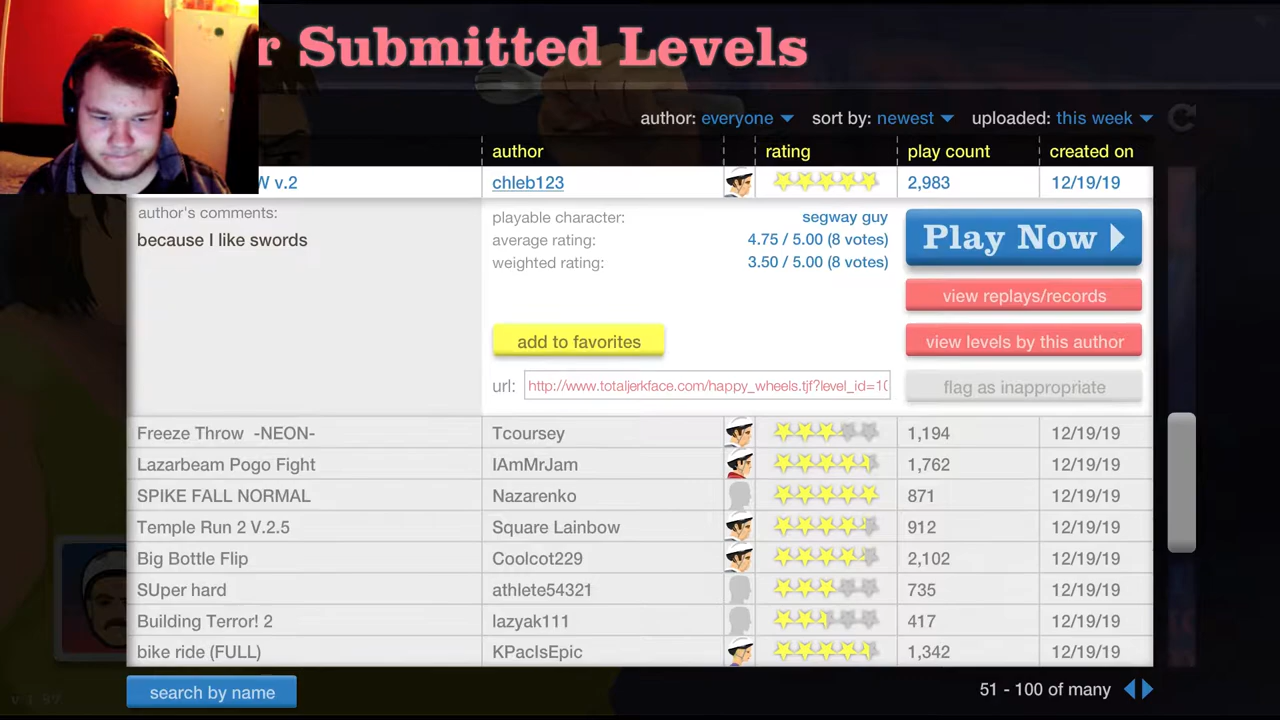 r Submitted Levels
author: everyone sort by: newest uploaded: this week
author rating play count created on
W v.2 chleb123 2,983 12/19/19
author's comments:
because I like swords
playable character: segway guy
average rating: 4.75 / 5.00 (8 votes)
weighted rating: 3.50 / 5.00 (8 votes)
Play Now
view replays/records
add to favorites
view levels by this author
url: http://www.totaljerkface.com/happy_wheels.tjf?level_id=1(
flag as inappropriate
Freeze Throw -NEON- Tcoursey 1,194 12/19/19
Lazarbeam Pogo Fight IAmMrJam 1,762 12/19/19
SPIKE FALL NORMAL Nazarenko 871 12/19/19
Temple Run 2 V.2.5 Square Lainbow 912 12/19/19
Big Bottle Flip Coolcot229 2,102 12/19/19
SUper hard athlete54321 735 12/19/19
Building Terror! 2 lazyak111 417 12/19/19
bike ride (FULL) KPacIsEpic 1,342 12/19/19
search by name 51 - 100 of many